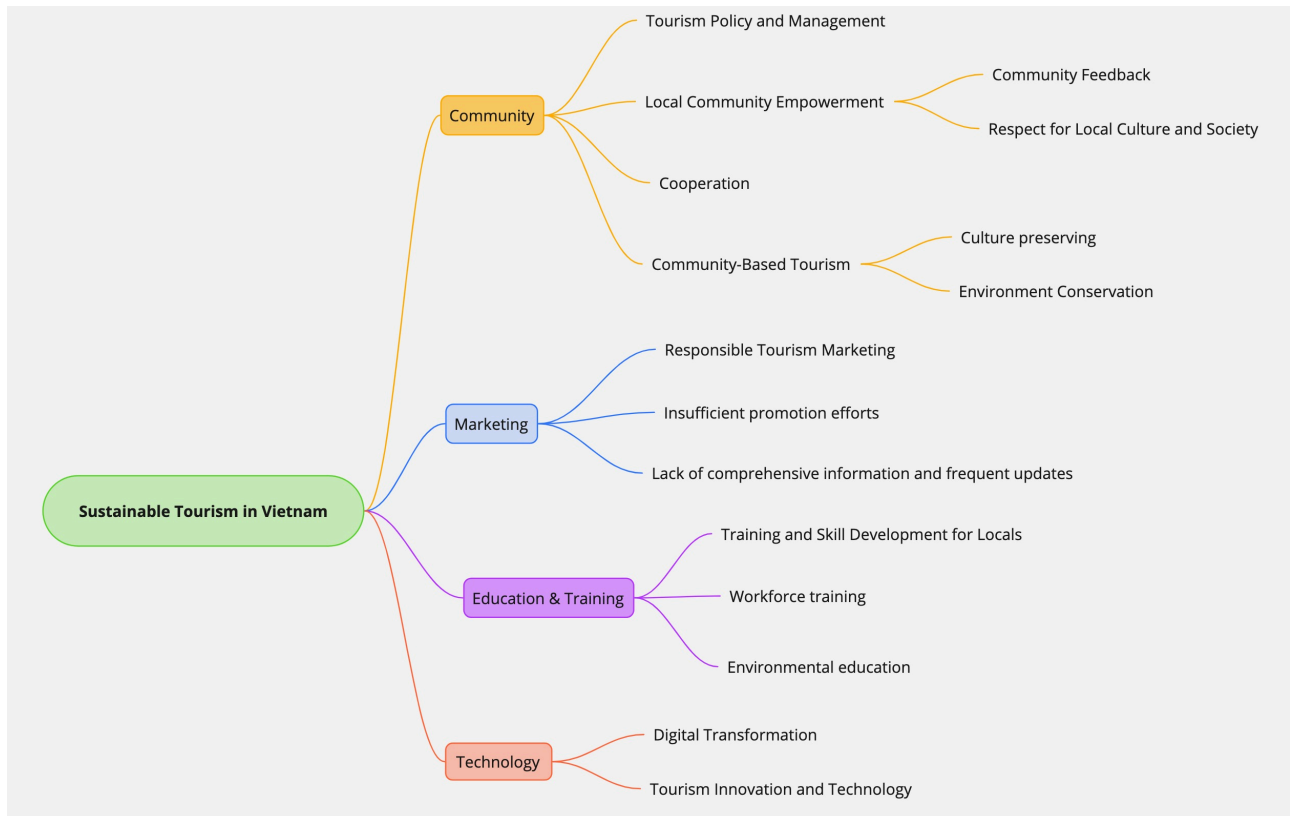 Sustainable Tourism in Vietnam
Community
Tourism Policy and Management
Local Community Empowerment
Community Feedback
Respect for Local Culture and Society
Cooperation
Community-Based Tourism
Culture preserving
Environment Conservation
Marketing
Responsible Tourism Marketing
Insufficient promotion efforts
Lack of comprehensive information and frequent updates
Education & Training
Training and Skill Development for Locals
Workforce training
Environmental education
Technology
Digital Transformation
Tourism Innovation and Technology